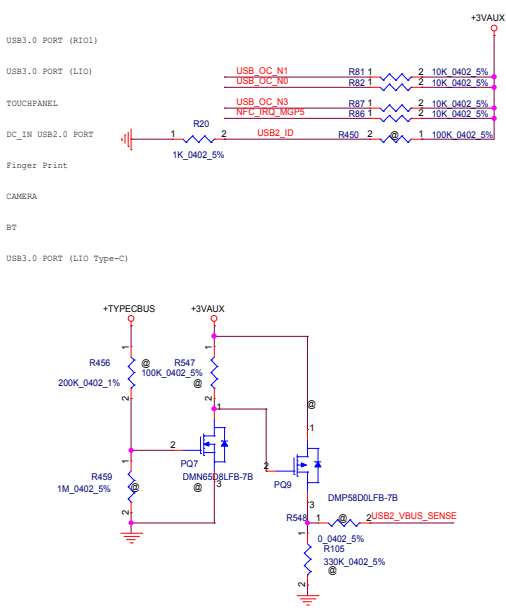 +3VAUX
USB3.0 PORT (RIO1)
USB3.0 PORT (LIO)
USB_OC_N1 R81 1 2 10K_0402_5%
USB_OC_N0 R82 1 2 10K_0402_5%
TOUCHPANEL
USB_OC_N3 R87 1 2 10K_0402_5%
NFC_IRQ_MGP5 R86 1 2 10K_0402_5%
R20
DC_IN USB2.0 PORT
1 2 USB2_ID R450 2 @ 1 100K_0402_5%
1K_0402_5%
Finger Print
CAMERA
BT
USB3.0 PORT (LIO Type-C)
+TYPECBUS +3VAUX
1 1
R456 @ R547
200K_0402_1% 100K_0402_5%
@
2 2
1 @
1
2
PQ7
DMN65D8LFB-7B
@ 3
1
R459
1M_0402_5% @
2
2
PQ9
DMP58D0LFB-7B
3
R548 1 @ 2 USB2_VBUS_SENSE
0_0402_5%
1
R105
330K_0402_5%
@
2